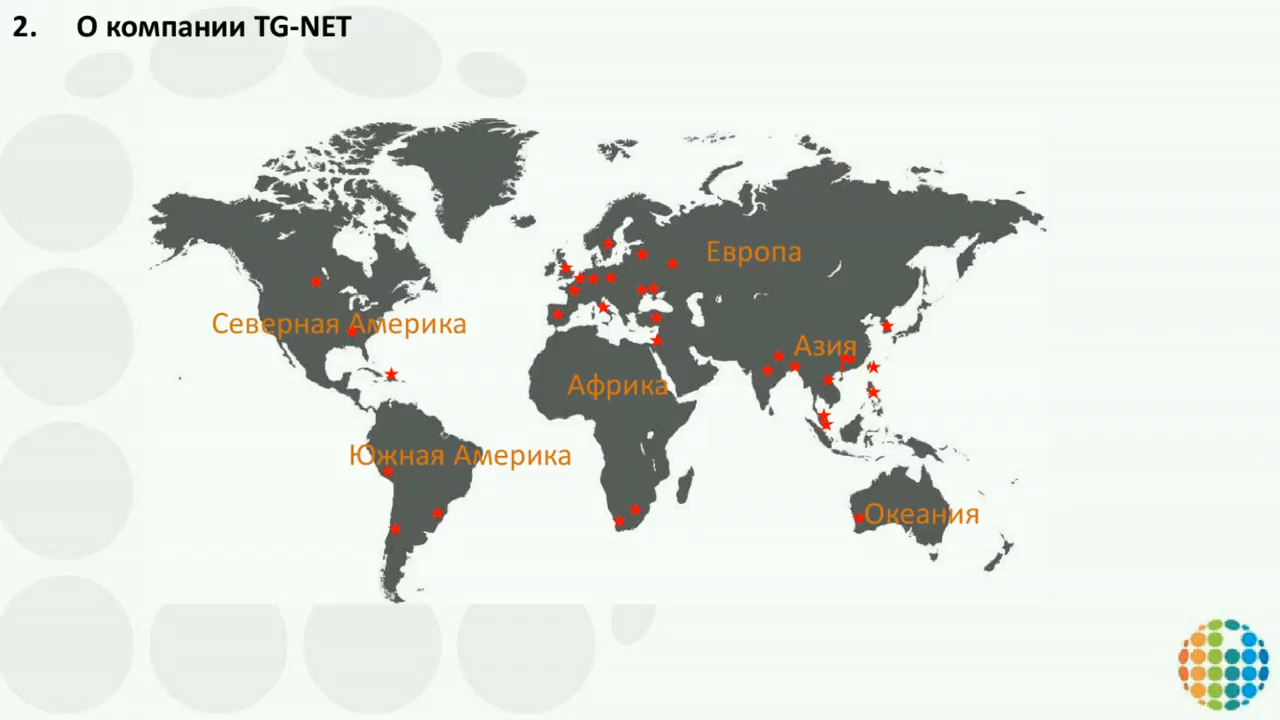 2. О компании TG-NET
Европа
Северная Америка
Азия
Африка
Южная Америка
Океания